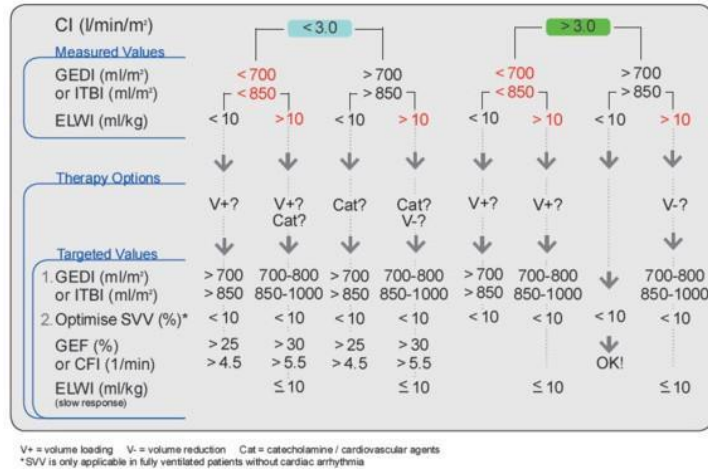 CI (l/min/m²) < 3.0 > 3.0
Measured Values
GEDI (ml/m²) < 700 > 700 < 700 > 700
or ITBI (ml/m²) < 850 > 850 < 850 > 850
ELWI (ml/kg) < 10 > 10 < 10 > 10 < 10 > 10 < 10 > 10
Therapy Options
V+? V+? Cat? Cat? V+? V+? V-?
Cat? V-?
Targeted Values
1. GEDI (ml/m²) > 700 700-800 > 700 700-800 > 700 700-800 700-800
or ITBI (ml/m²) > 850 850-1000 > 850 850-1000 > 850 850-1000 850-1000
2. Optimise SVV (%)* < 10 < 10 < 10 < 10 < 10 < 10 < 10 < 10
GEF (%) > 25 > 30 > 25 > 30
or CFI (1/min) > 4.5 > 5.5 > 4.5 > 5.5 OK!
ELWI (ml/kg) ≤ 10 ≤ 10 ≤ 10 ≤ 10
(slow response)
V+ = volume loading V- = volume reduction Cat = catecholamine / cardiovascular agents
*SVV is only applicable in fully ventilated patients without cardiac arrhythmia